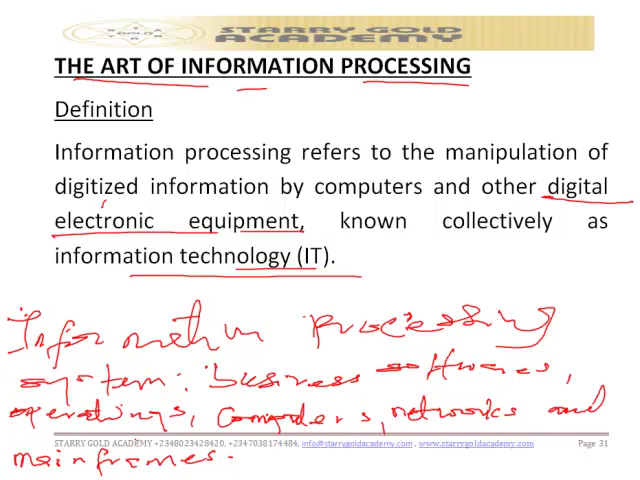 STARRY GOLD
ACADEMY
THE ART OF INFORMATION PROCESSING
Definition
Information processing refers to the manipulation of
digitized information by computers and other digital
electronic equipment, known collectively as
information technology (IT).
Information processing
system: business softwares,
operatings, computers, networks and
STARRY GOLD ACADEMY +2348023428420, +2347038174484, info@starrygoldacademy.com , www.starrygoldacademy.com Page 31
mainframes.